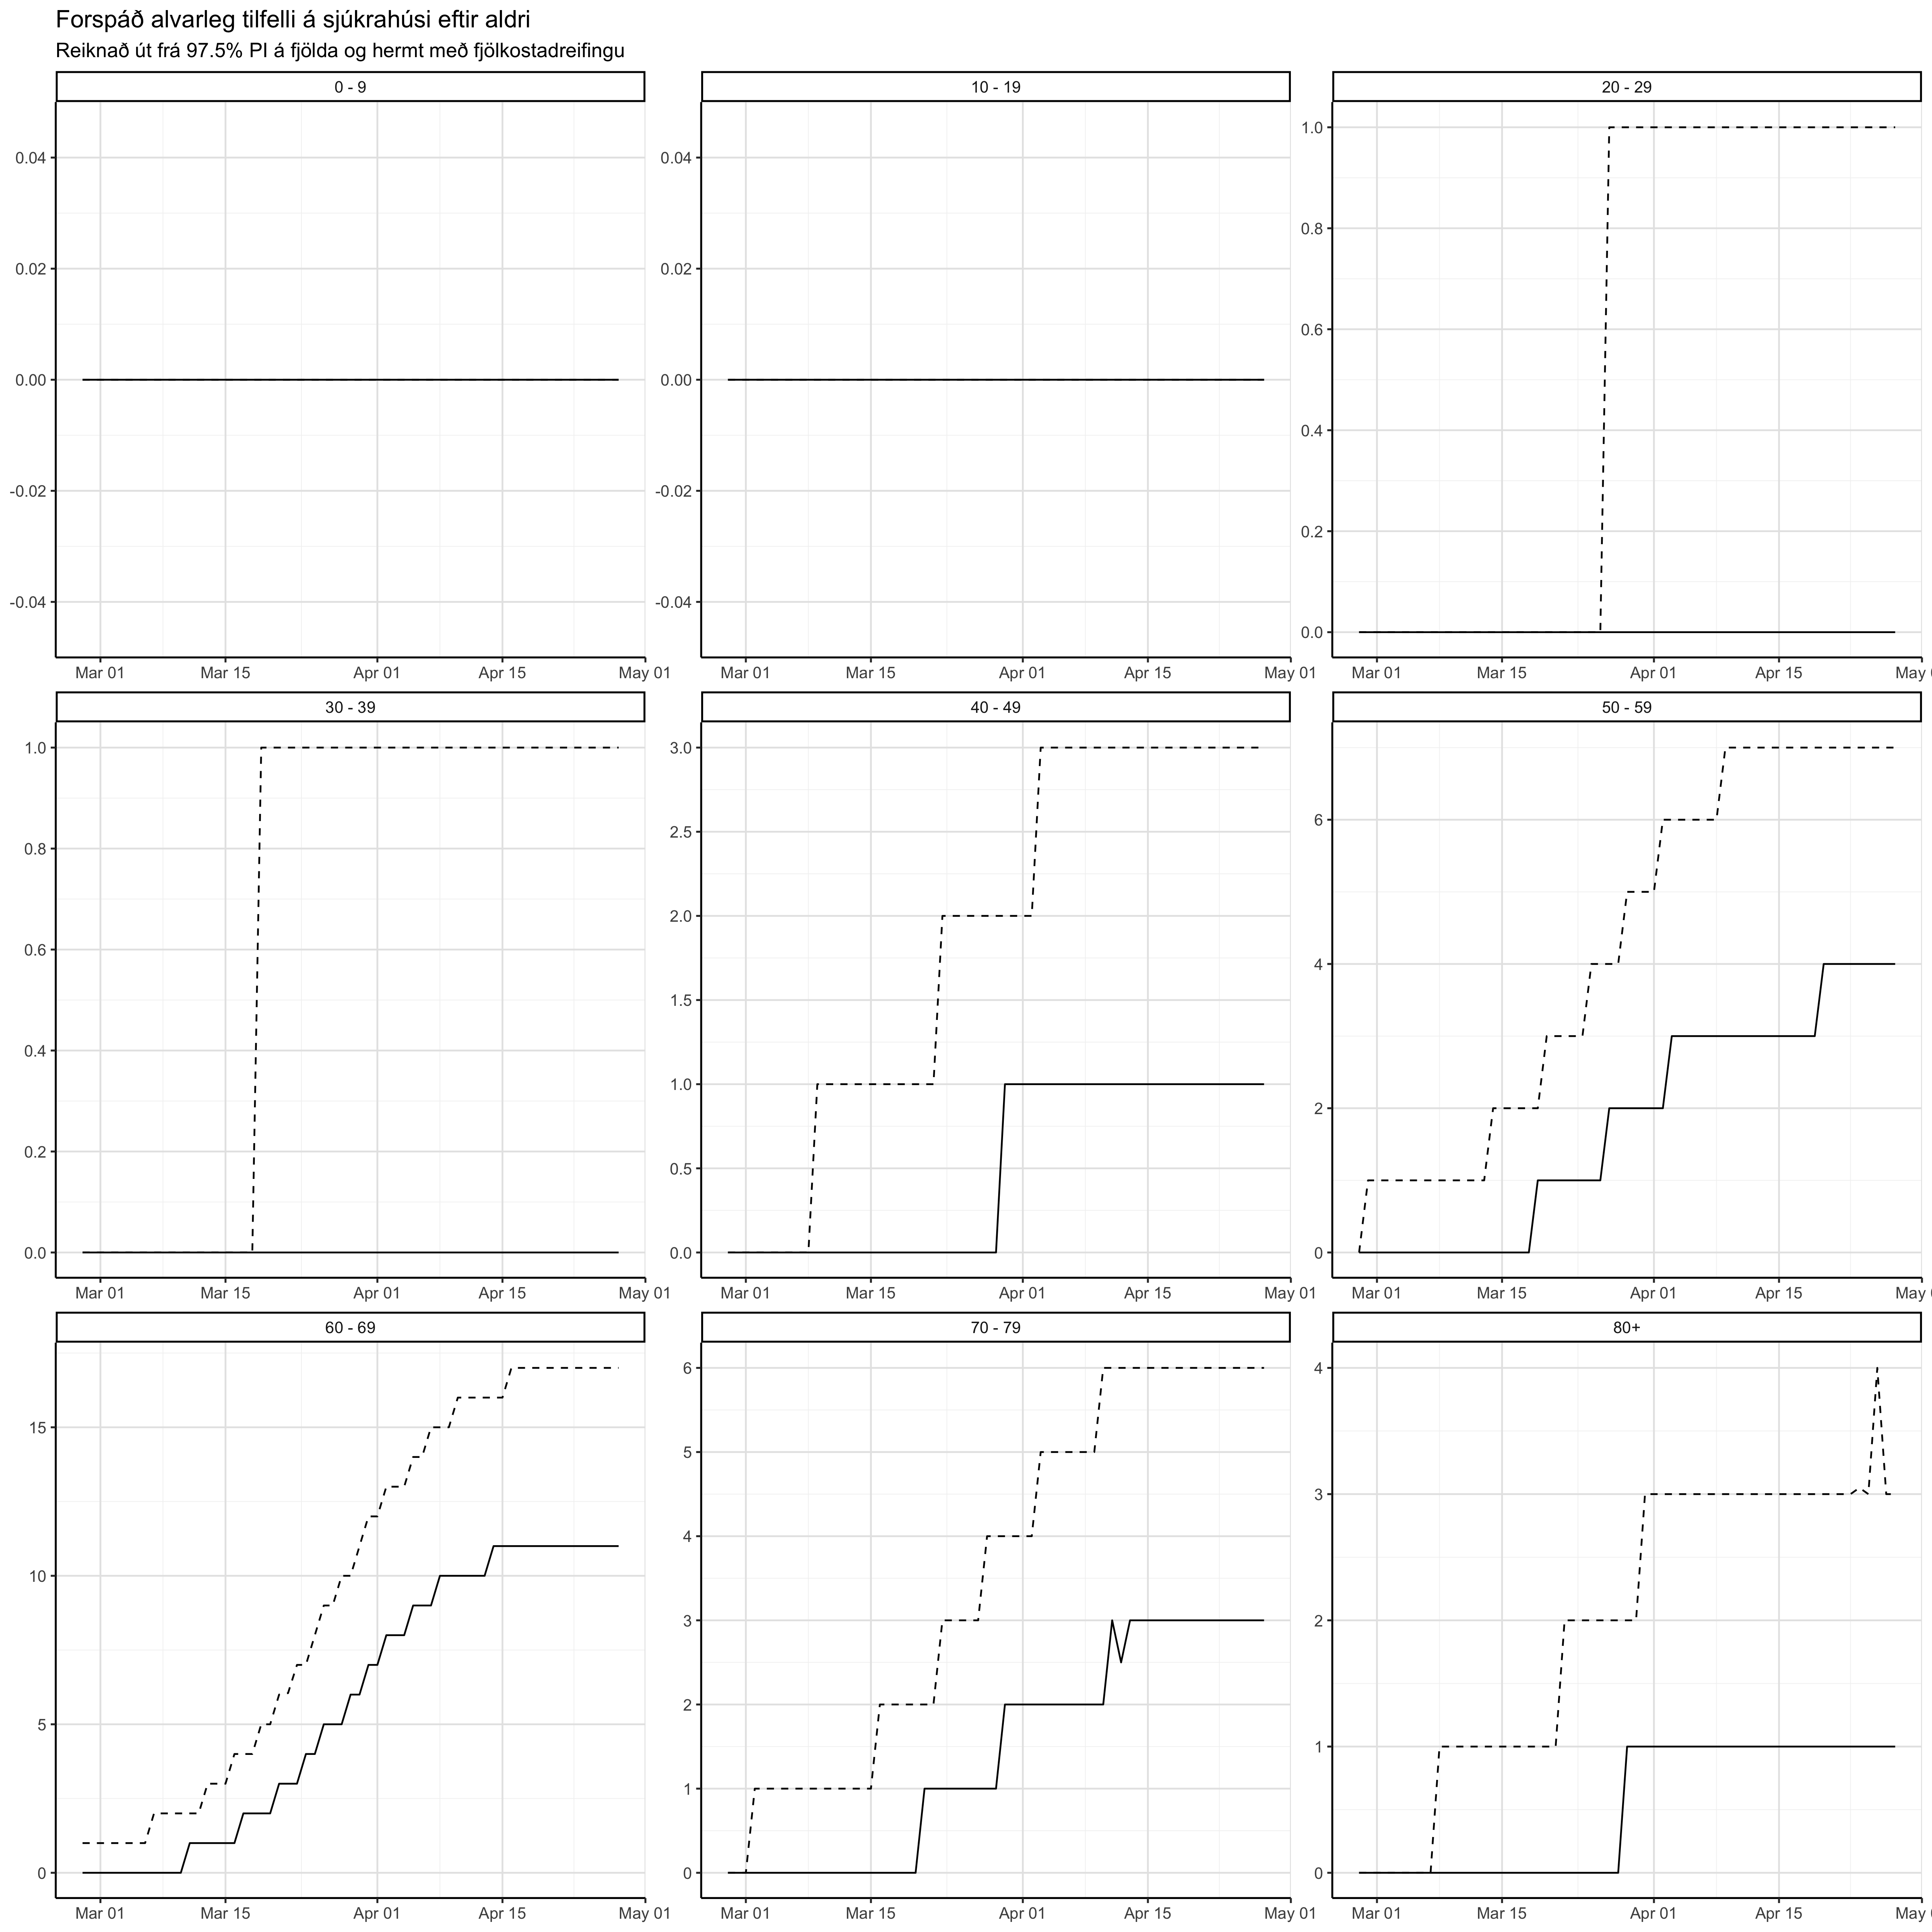 Forspáð alvarleg tilfelli á sjúkrahúsi eftir aldri
Reiknað út frá 97.5% PI á fjölda og hermt með fjölkostadreifingu
0 - 9
0.04
0.02
0.00
-0.02
-0.04
Mar 01 Mar 15 Apr 01 Apr 15 May 01
10 - 19
0.04
0.02
0.00
-0.02
-0.04
Mar 01 Mar 15 Apr 01 Apr 15 May 01
20 - 29
1.0
0.8
0.6
0.4
0.2
0.0
Mar 01 Mar 15 Apr 01 Apr 15 May
30 - 39
1.0
0.8
0.6
0.4
0.2
0.0
Mar 01 Mar 15 Apr 01 Apr 15 May 01
40 - 49
3.0
2.5
2.0
1.5
1.0
0.5
0.0
Mar 01 Mar 15 Apr 01 Apr 15 May 01
50 - 59
6
4
2
0
Mar 01 Mar 15 Apr 01 Apr 15 May
60 - 69
15
10
5
0
Mar 01 Mar 15 Apr 01 Apr 15 May 01
70 - 79
6
5
4
3
2
1
0
Mar 01 Mar 15 Apr 01 Apr 15 May 01
80+
4
3
2
1
0
Mar 01 Mar 15 Apr 01 Apr 15 May